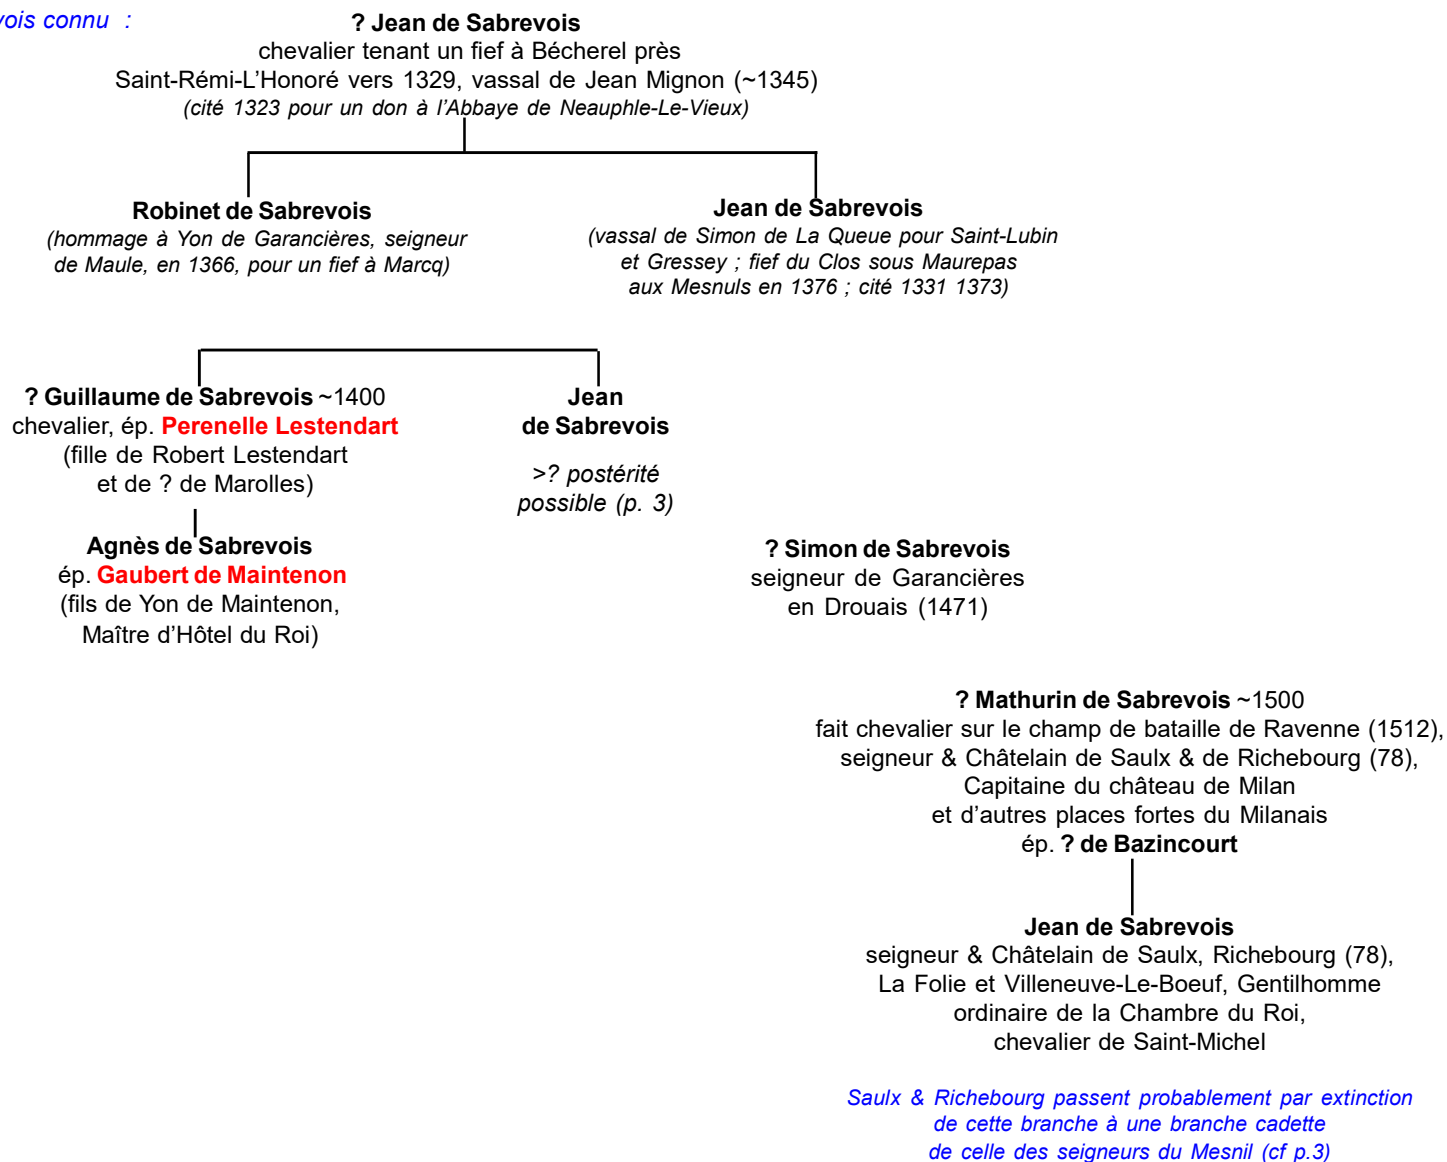 vois connu :
? Jean de Sabrevois
chevalier tenant un fief à Bécherel près
Saint-Rémi-L'Honoré vers 1329, vassal de Jean Mignon (~1345)
(cité 1323 pour un don à l'Abbaye de Neauphle-Le-Vieux)
Robinet de Sabrevois
(hommage à Yon de Garancières, seigneur
de Maule, en 1366, pour un fief à Marcq)
Jean de Sabrevois
(vassal de Simon de La Queue pour Saint-Lubin
et Gressey ; fief du Clos sous Maurepas
aux Mesnuls en 1376 ; cité 1331 1373)
? Guillaume de Sabrevois ~1400
chevalier, ép. Perenelle Lestendart
(fille de Robert Lestendart
et de ? de Marolles)
Jean
de Sabrevois
>? postérité
possible (p. 3)
Agnès de Sabrevois
ép. Gaubert de Maintenon
(fils de Yon de Maintenon,
Maître d'Hôtel du Roi)
? Simon de Sabrevois
seigneur de Garancières
en Drouais (1471)
? Mathurin de Sabrevois ~1500
fait chevalier sur le champ de bataille de Ravenne (1512),
seigneur & Châtelain de Saulx & de Richebourg (78),
Capitaine du château de Milan
et d'autres places fortes du Milanais
ép. ? de Bazincourt
Jean de Sabrevois
seigneur & Châtelain de Saulx, Richebourg (78),
La Folie et Villeneuve-Le-Boeuf, Gentilhomme
ordinaire de la Chambre du Roi,
chevalier de Saint-Michel
Saulx & Richebourg passent probablement par extinction
de cette branche à une branche cadette
de celle des seigneurs du Mesnil (cf p.3)